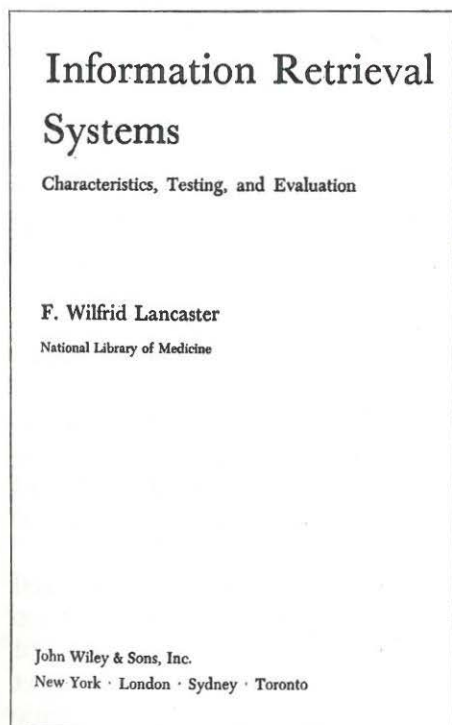 Information Retrieval
Systems
Characteristics, Testing, and Evaluation
F. Wilfrid Lancaster
National Library of Medicine
John Wiley & Sons, Inc.
New York · London · Sydney · Toronto